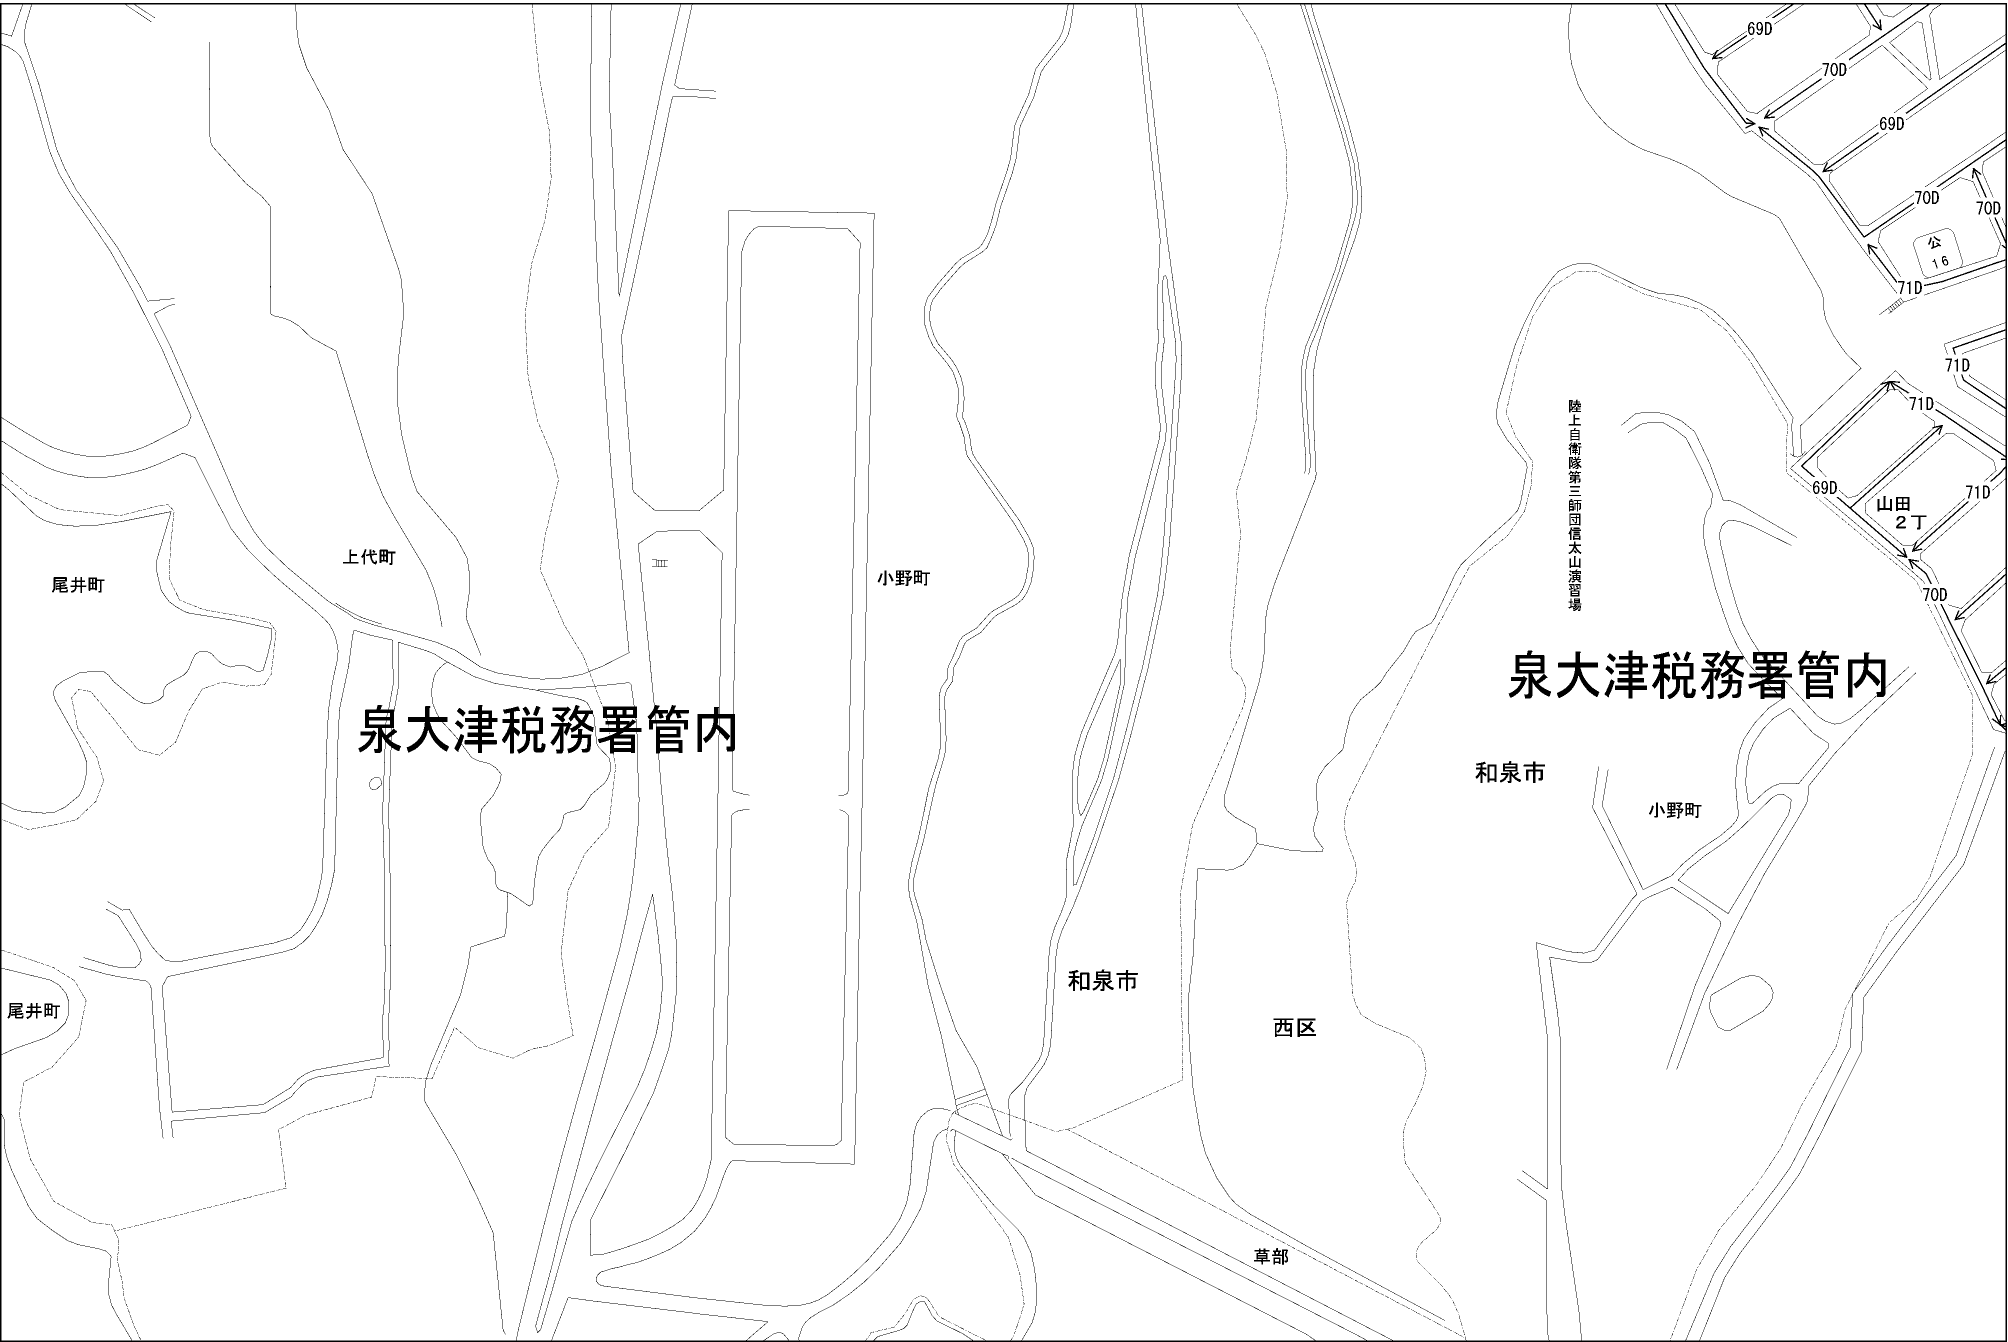 69D
70D
69D
70D
70D
公
16
71D
71D
71D
69D
山田
2丁
71D
70D
陸上自衛隊第三師団信太山演習場
上代町
尾井町
小野町
泉大津税務署管内
泉大津税務署管内
和泉市
小野町
和泉市
尾井町
西区
草部